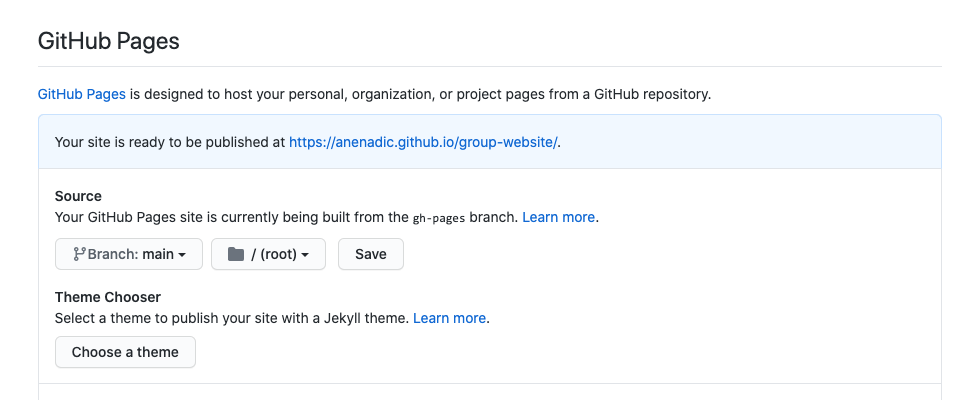 GitHub Pages
GitHub Pages is designed to host your personal, organization, or project pages from a GitHub repository.
Your site is ready to be published at https://anenadic.github.io/group-website/.
Source
Your GitHub Pages site is currently being built from the gh-pages branch. Learn more.
Branch: main / (root) Save
Theme Chooser
Select a theme to publish your site with a Jekyll theme. Learn more.
Choose a theme